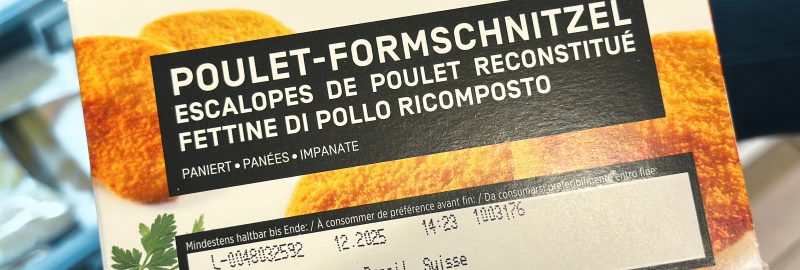 POULET-FORMSCHNITZEL
ESCALOPES DE POULET RECONSTITUÉ
FETTINE DI POLLO RICOMPOSTO
PANIERT • PANÉES • IMPANATE
Mindestens haltbar bis Ende: / À consommer de préférence avant fin: / Da consumarsi preferibilmente entro fine:
L-0048032592 12.2025 14:23 1003176
Brasil, Suisse